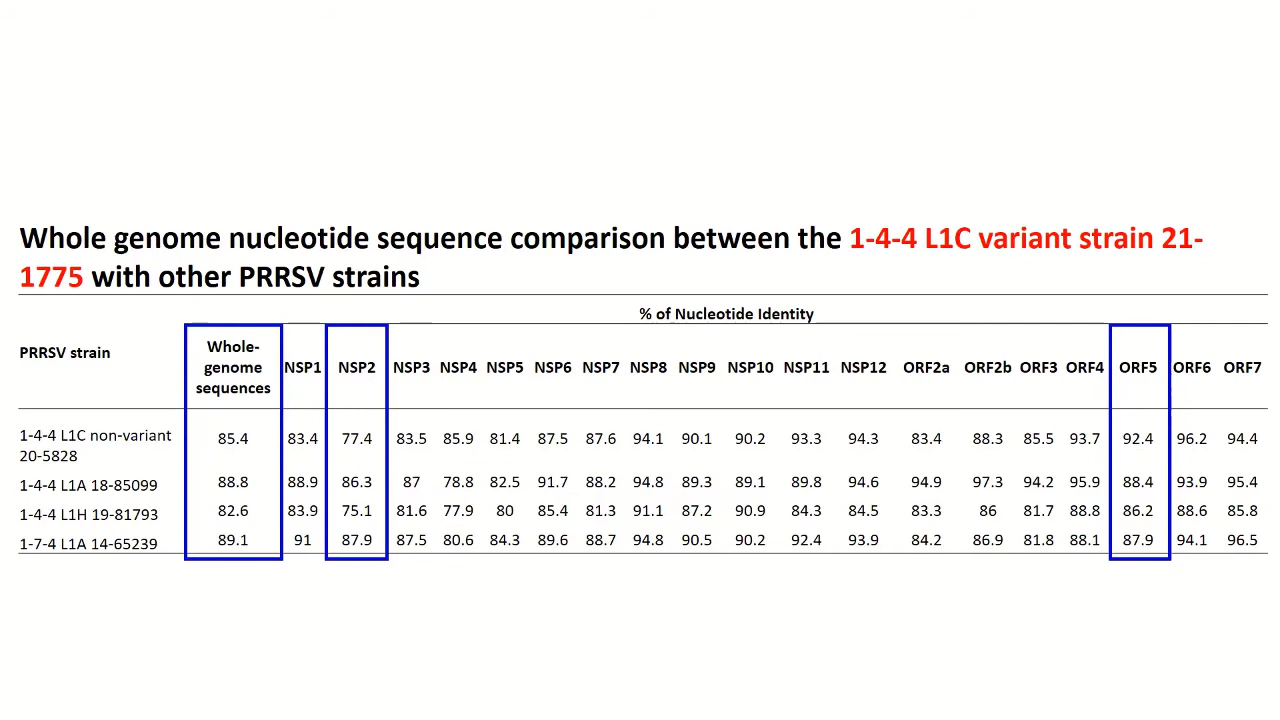 Whole genome nucleotide sequence comparison between the 1-4-4 L1C variant strain 21-
1775 with other PRRSV strains
% of Nucleotide Identity
PRRSV strain Whole-genome sequences NSP1 NSP2 NSP3 NSP4 NSP5 NSP6 NSP7 NSP8 NSP9 NSP10 NSP11 NSP12 ORF2a ORF2b ORF3 ORF4 ORF5 ORF6 ORF7
1-4-4 L1C non-variant 20-5828 85.4 83.4 77.4 83.5 85.9 81.4 87.5 87.6 94.1 90.1 90.2 93.3 94.3 83.4 88.3 85.5 93.7 92.4 96.2 94.4
1-4-4 L1A 18-85099 88.8 88.9 86.3 87 78.8 82.5 91.7 88.2 94.8 89.3 89.1 89.8 94.6 94.9 97.3 94.2 95.9 88.4 93.9 95.4
1-4-4 L1H 19-81793 82.6 83.9 75.1 81.6 77.9 80 85.4 81.3 91.1 87.2 90.9 84.3 84.5 83.3 86 81.7 88.8 86.2 88.6 85.8
1-7-4 L1A 14-65239 89.1 91 87.9 87.5 80.6 84.3 89.6 88.7 94.8 90.5 90.2 92.4 93.9 84.2 86.9 81.8 88.1 87.9 94.1 96.5